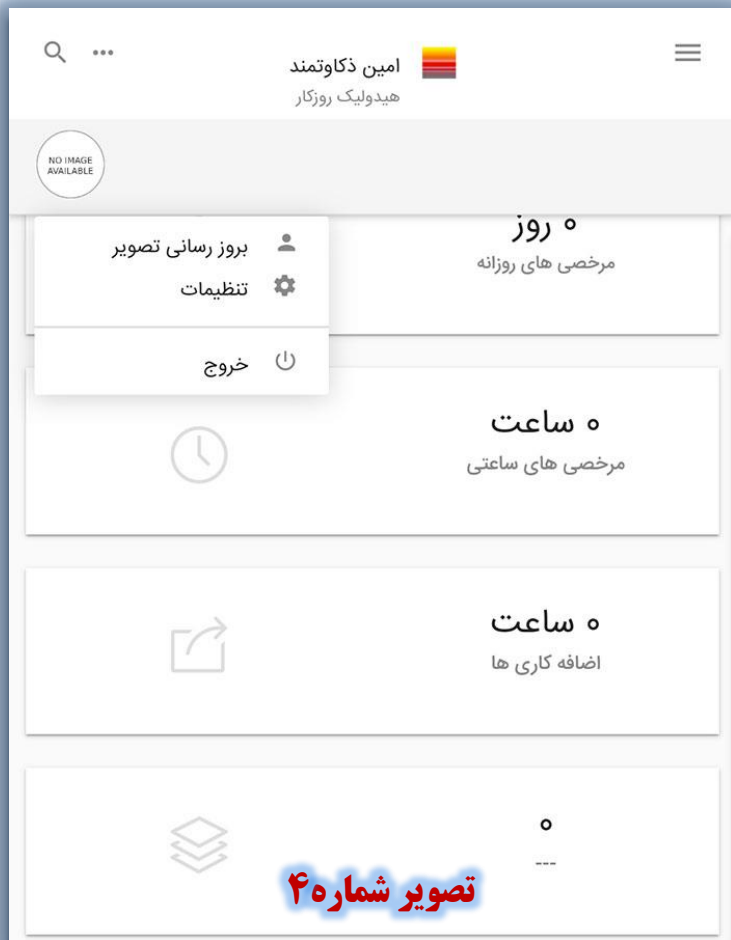 امین ذکاوتمند
هیدولیک روزکار
NO IMAGE
AVAILABLE
۰ روز
مرخصی های روزانه
بروز رسانی تصویر
تنظیمات
خروج
۰ ساعت
مرخصی های ساعتی
۰ ساعت
اضافه کاری ها
۰
---
تصویر شماره۴